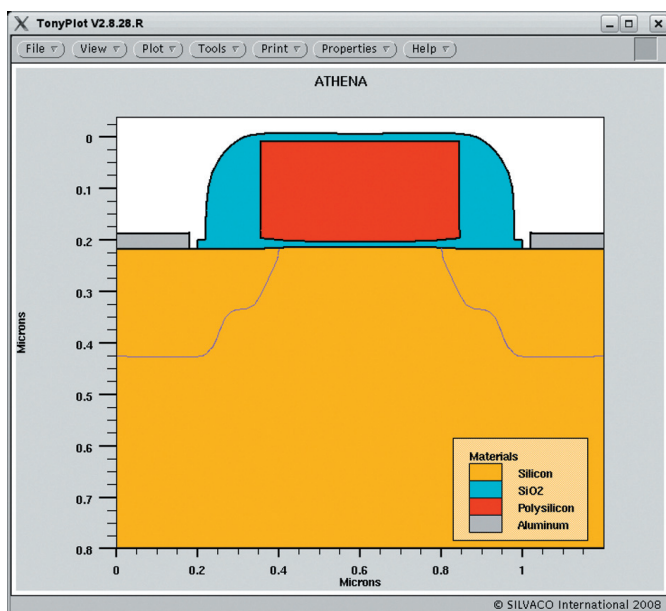 TonyPlot V2.8.28.R
File View Plot Tools Print Properties Help
ATHENA
0
0.1
0.2
0.3
0.4
0.5
0.6
0.7
0.8
Microns
Materials
Silicon
SiO2
Polysilicon
Aluminum
0 0.2 0.4 0.6 0.8 1
Microns
© SILVACO International 2008